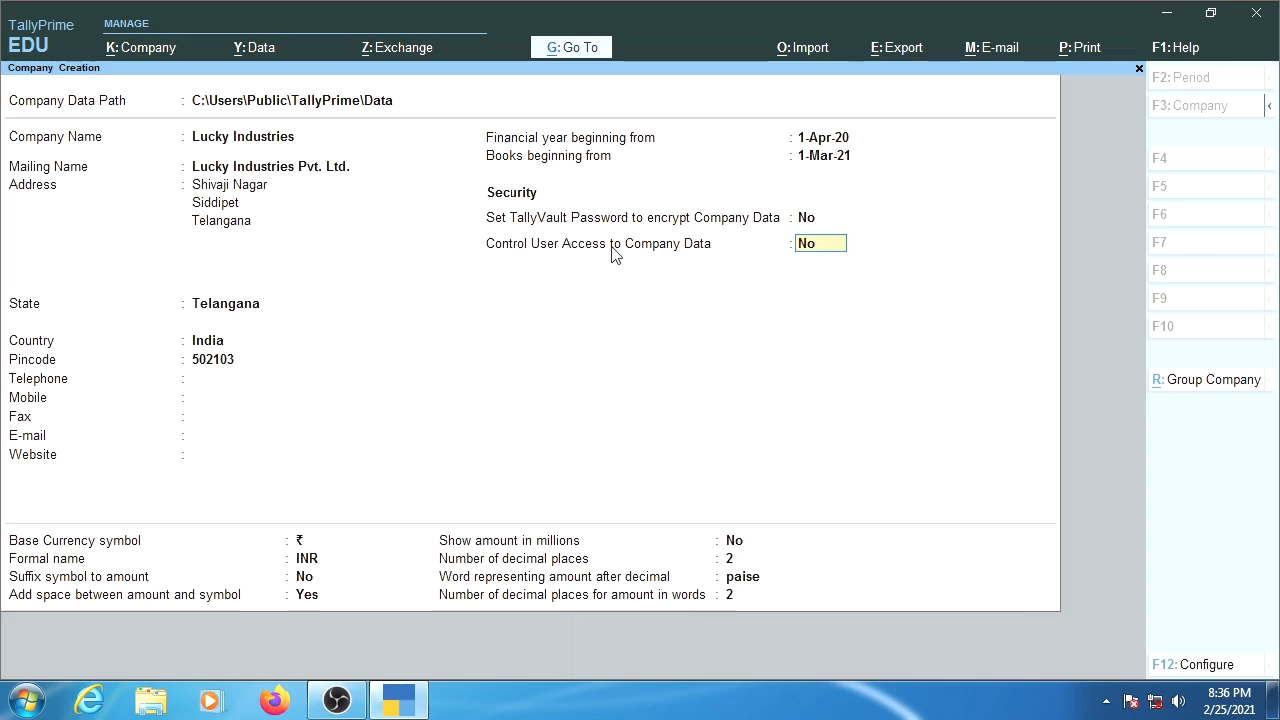 TallyPrime
EDU
MANAGE
K: Company
Y: Data
Z: Exchange
G: Go To
O: Import
E: Export
M: E-mail
P: Print
F1: Help
Company Creation
Company Data Path : C:\Users\Public\TallyPrime\Data
Company Name : Lucky Industries
Mailing Name : Lucky Industries Pvt. Ltd.
Address : Shivaji Nagar
Siddipet
Telangana
State : Telangana
Country : India
Pincode : 502103
Telephone :
Mobile :
Fax :
E-mail :
Website :
Financial year beginning from : 1-Apr-20
Books beginning from : 1-Mar-21
Security
Set TallyVault Password to encrypt Company Data : No
Control User Access to Company Data : No
Base Currency symbol : ₹
Formal name : INR
Suffix symbol to amount : No
Add space between amount and symbol : Yes
Show amount in millions : No
Number of decimal places : 2
Word representing amount after decimal : paise
Number of decimal places for amount in words : 2
F2: Period
F3: Company
F4
F5
F6
F7
F8
F9
F10
R: Group Company
F12: Configure
8:36 PM
2/25/2021